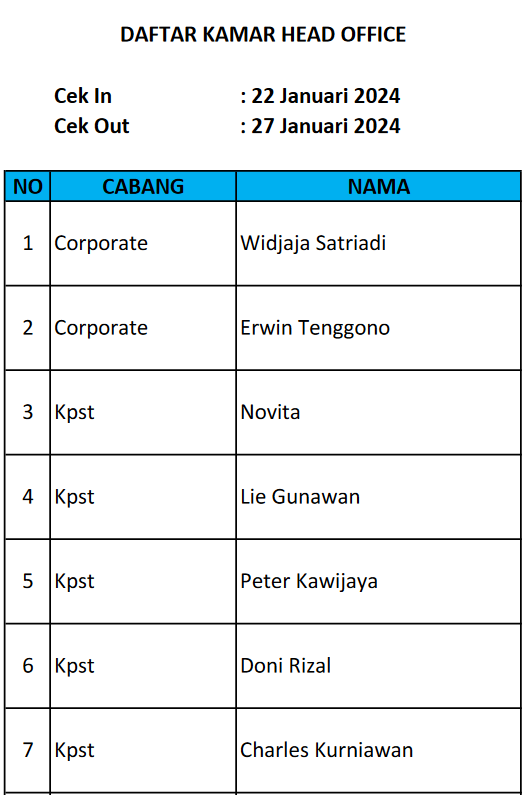 DAFTAR KAMAR HEAD OFFICE
Cek In : 22 Januari 2024
Cek Out : 27 Januari 2024
NO CABANG NAMA
1 Corporate Widjaja Satriadi
2 Corporate Erwin Tenggono
3 Kpst Novita
4 Kpst Lie Gunawan
5 Kpst Peter Kawijaya
6 Kpst Doni Rizal
7 Kpst Charles Kurniawan